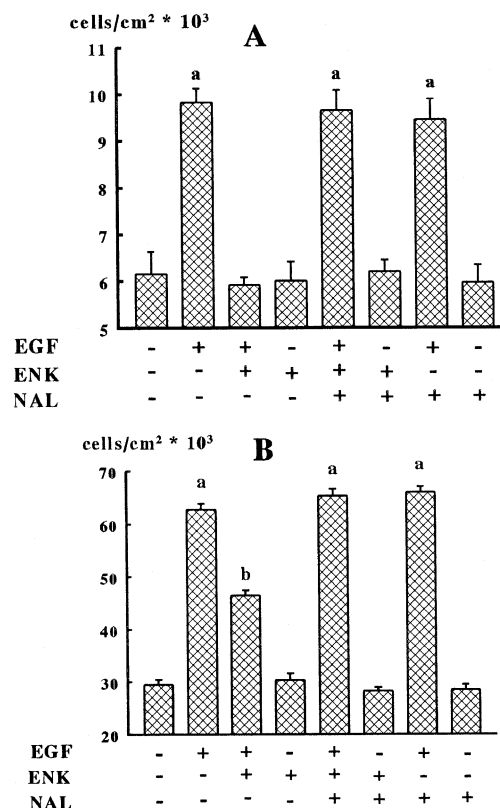 cells/cm² * 10³
A
11
10
9
8
7
6
5
a a a
EGF - + + - + - + -
ENK - - + + + + - -
NAL - - - - + + + +
cells/cm² * 10³
B
70
60
50
40
30
20
a b a a
EGF - + + - + - + -
ENK - - + + + + - -
NAL - - - - + + + +